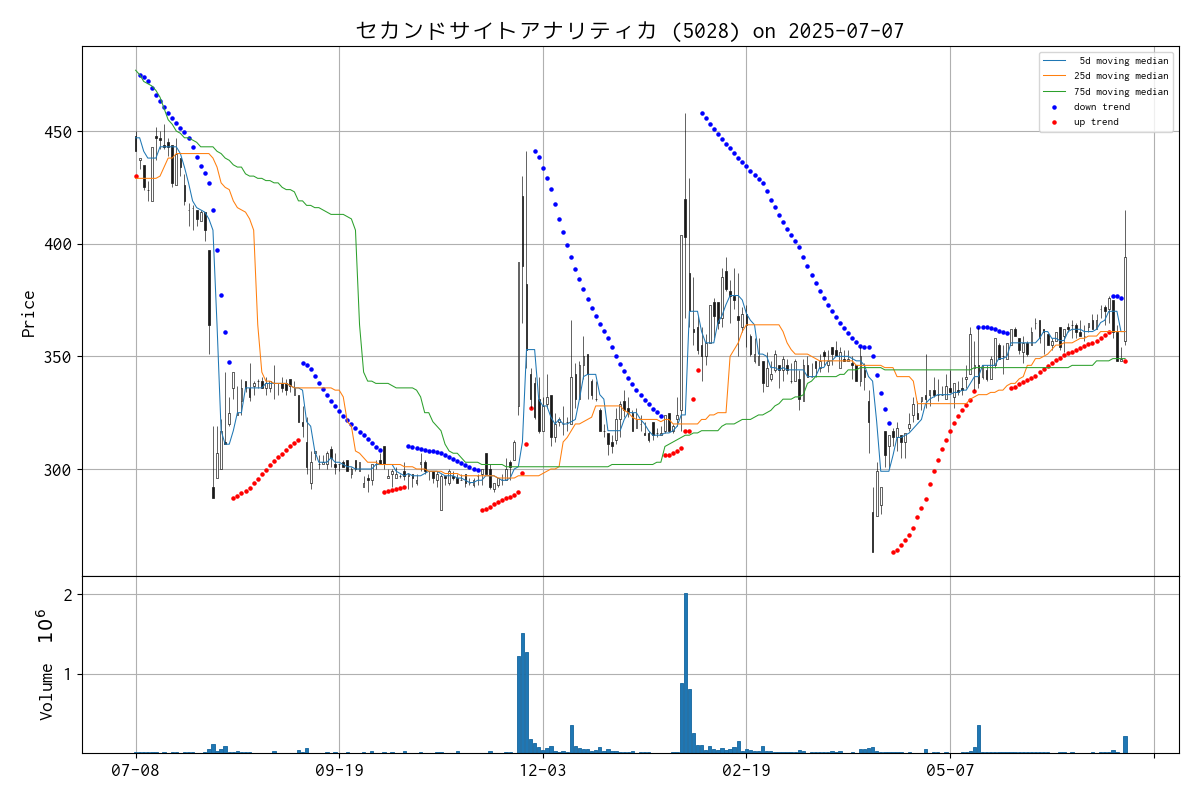 セカンドサイトアナリティカ (5028) on 2025-07-07
5d moving median
25d moving median
75d moving median
down trend
up trend
Price
450
400
350
300
Volume 10^6
2
1
07-08
09-19
12-03
02-19
05-07